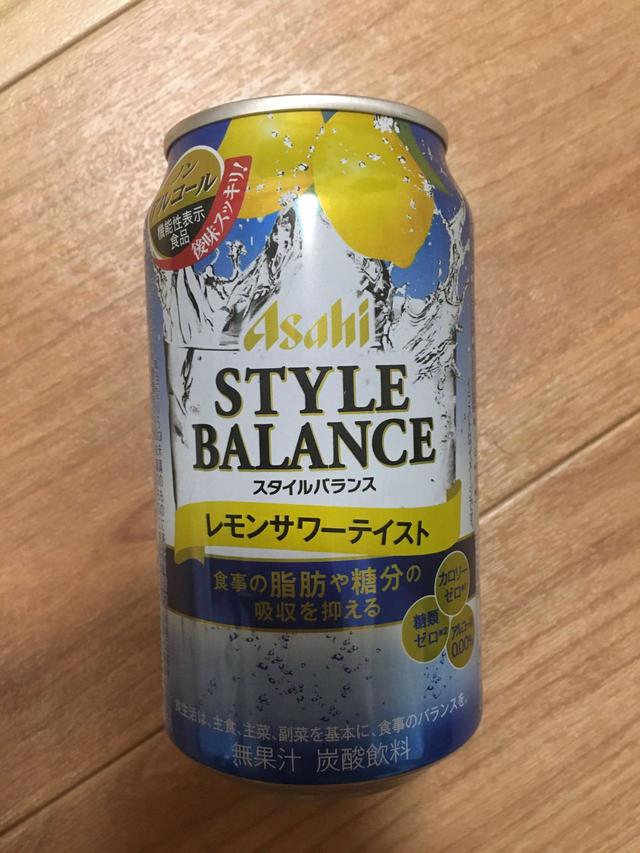 ノン
アルコール
機能性表示
食品
後味スッキリ!
Asahi
STYLE
BALANCE
スタイルバランス
レモンサワーテイスト
食事の脂肪や糖分の
吸収を抑える
カロリー
ゼロ※1
糖類
ゼロ※2
アルコール
0.00%
食生活は、主食、主菜、副菜を基本に、食事のバランスを。
無果汁 炭酸飲料